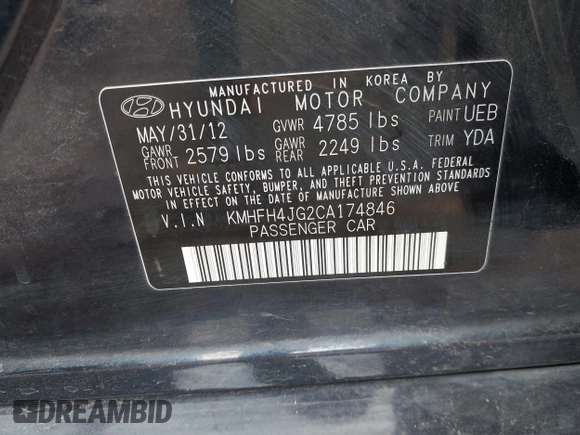 MANUFACTURED IN KOREA BY
HYUNDAI MOTOR COMPANY
MAY/31/12 GVWR 4785 lbs PAINT UEB
GAWR FRONT 2579 lbs GAWR REAR 2249 lbs TRIM YDA
THIS VEHICLE CONFORMS TO ALL APPLICABLE U.S.A. FEDERAL
MOTOR VEHICLE SAFETY, BUMPER, AND THEFT PREVENTION STANDARDS
IN EFFECT ON THE DATE OF MANUFACTURE SHOWN ABOVE.
V.I.N KMHFH4JG2CA174846
PASSENGER CAR
DREAMBID